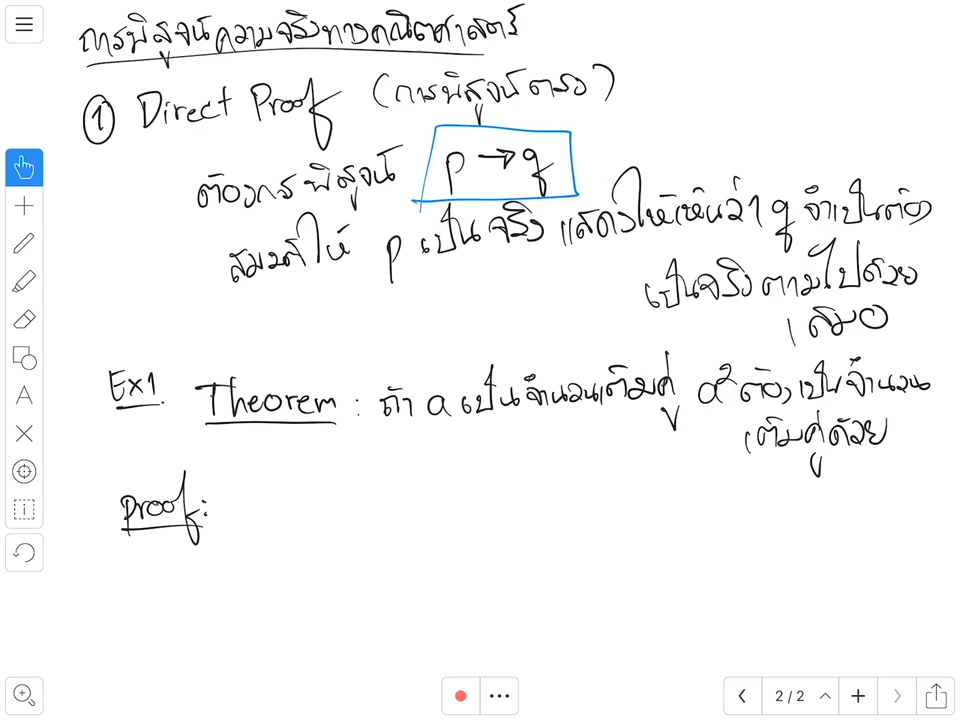 การพิสูจน์ความจริงทางคณิตศาสตร์
① Direct Proof (การพิสูจน์ตรง)
ต้องการพิสูจน์ p → q
สมมติให้ p เป็นจริง แสดงให้เห็นว่า q จำเป็นต้อง
เป็นจริงตามไปด้วย
เสมอ
Ex1. Theorem : ถ้า a เป็นจำนวนเต็มคู่ a² ต้องเป็นจำนวน
เต็มคู่ด้วย
Proof:
2 / 2